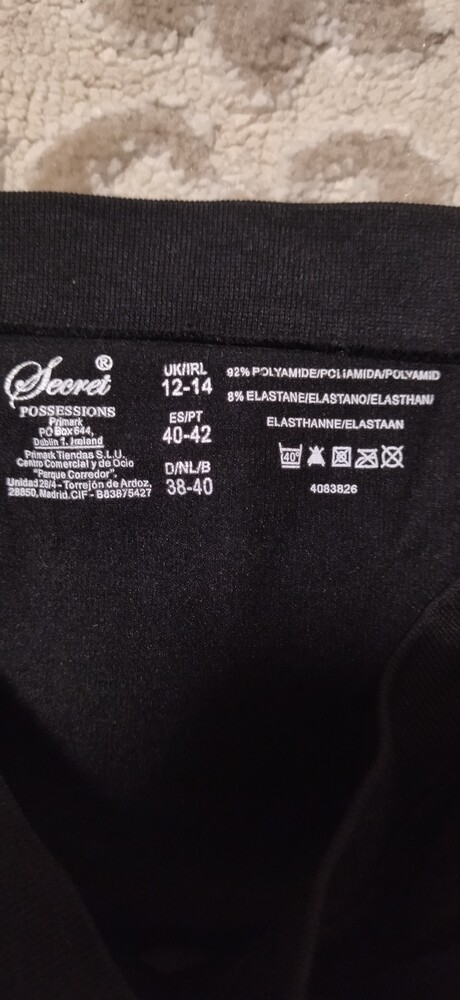 Secret ®
POSSESSIONS
Primark
PO Box 644,
Dublin 1. Ireland
Primark Tiendas S.L.U.
Centro Comercial y de Ocio
"Parque Corredor".
Unidad 28/4 - Torrejón de Ardoz,
28850, Madrid. CIF - B83875427
UK/IRL
12-14
ES/PT
40-42
D/NL/B
38-40
92% POLYAMIDE/POLIAMIDA/POLYAMID
8% ELASTANE/ELASTANO/ELASTHAN/
ELASTHANNE/ELASTAAN
40°
4083826